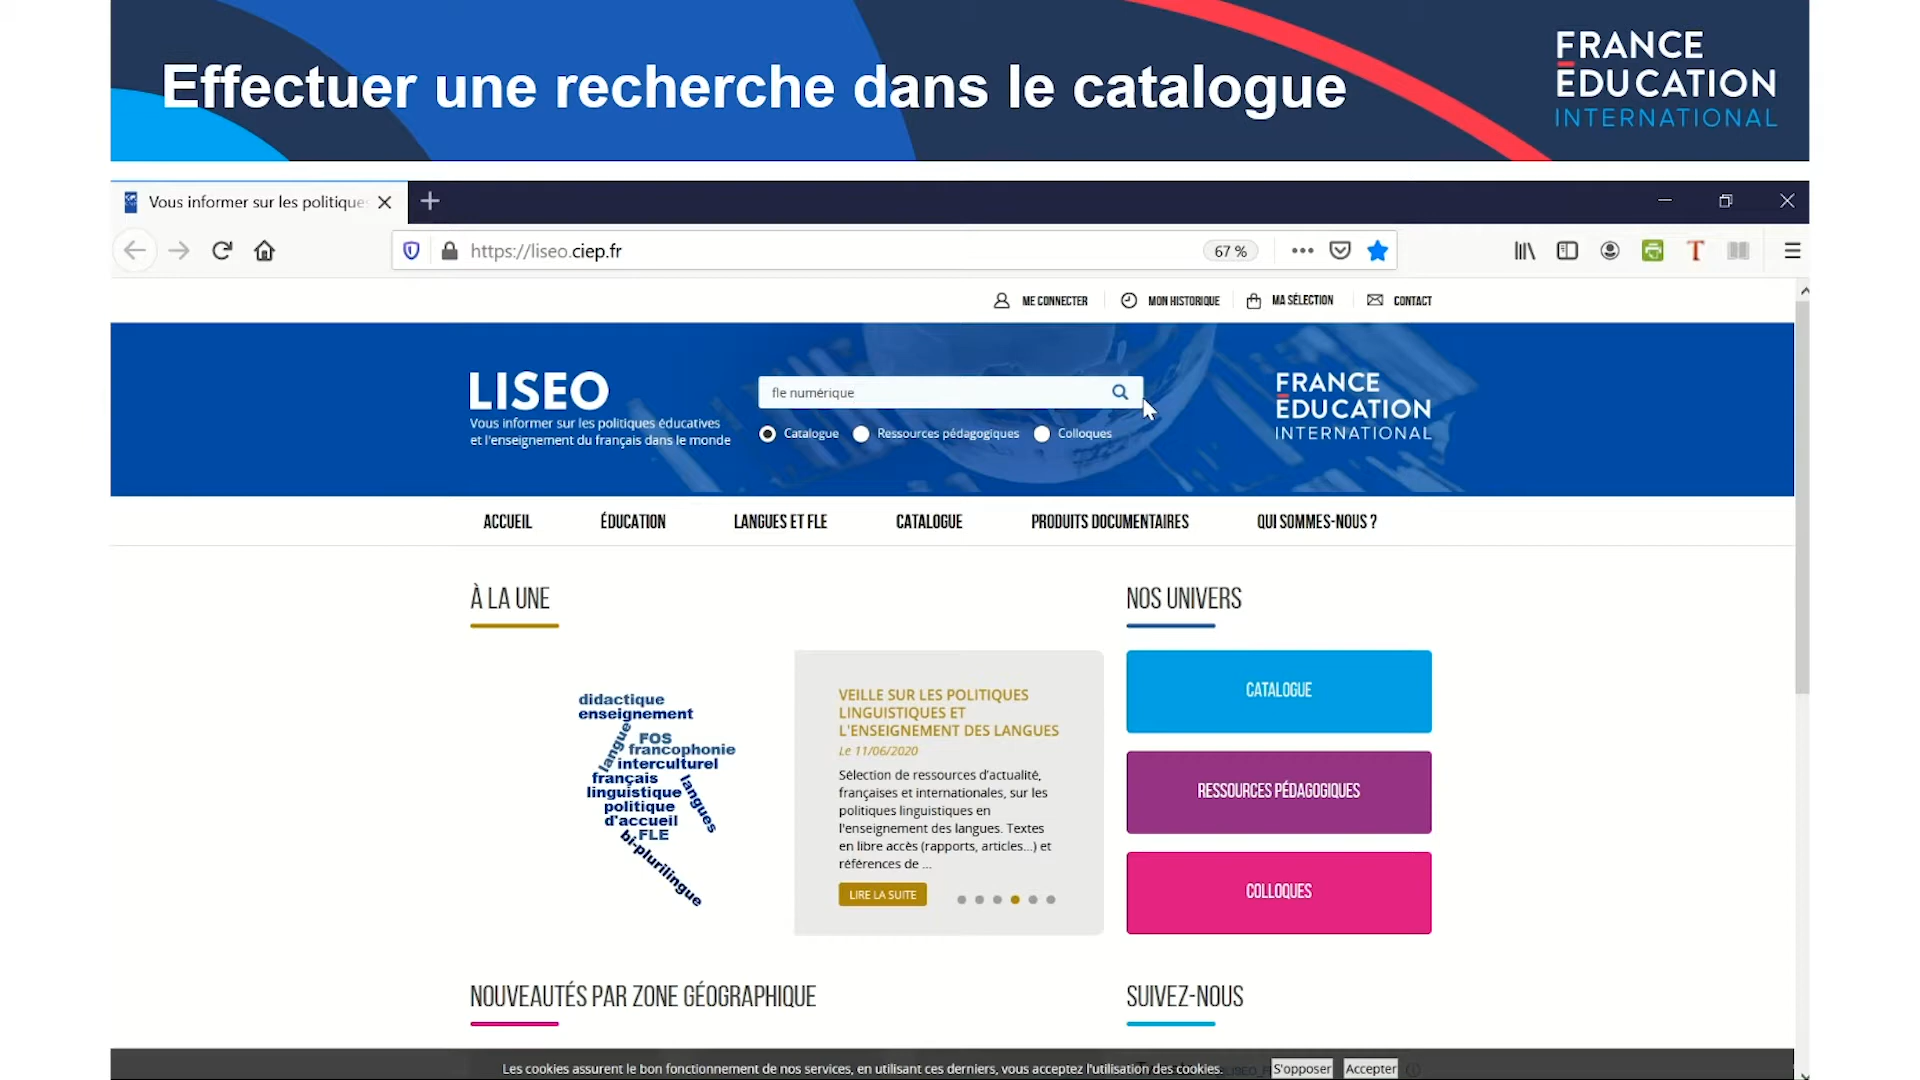 Effectuer une recherche dans le catalogue
FRANCE
EDUCATION
INTERNATIONAL
Vous informer sur les politiques
https://liseo.ciep.fr
67 %
ME CONNECTER
MON HISTORIQUE
MA SÉLECTION
CONTACT
LISEO
Vous informer sur les politiques éducatives
et l'enseignement du français dans le monde
fle numérique
Catalogue
Ressources pédagogiques
Colloques
FRANCE
EDUCATION
INTERNATIONAL
ACCUEIL
ÉDUCATION
LANGUES ET FLE
CATALOGUE
PRODUITS DOCUMENTAIRES
QUI SOMMES-NOUS ?
À LA UNE
didactique
enseignement
langue
FOS
francophonie
interculturel
français
langues
linguistique
politique
d'accueil
FLE
bi-plurilingue
VEILLE SUR LES POLITIQUES
LINGUISTIQUES ET
L'ENSEIGNEMENT DES LANGUES
Le 11/06/2020
Sélection de ressources d'actualité,
françaises et internationales, sur les
politiques linguistiques en
l'enseignement des langues. Textes
en libre accès (rapports, articles...) et
références de ...
LIRE LA SUITE
NOS UNIVERS
CATALOGUE
RESSOURCES PÉDAGOGIQUES
COLLOQUES
NOUVEAUTÉS PAR ZONE GÉOGRAPHIQUE
SUIVEZ-NOUS
Les cookies assurent le bon fonctionnement de nos services, en utilisant ces derniers, vous acceptez l'utilisation des cookies.
S'opposer
Accepter